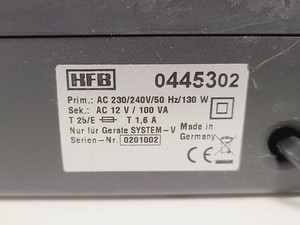 HFB 0445302
Prim.: AC 230/240V/50 Hz/130 W
Sek.: AC 12 V / 100 VA
T 25/E T 1,6 A
Nur für Geräte SYSTEM-V
Serien-Nr. 0201002
Made in
Germany